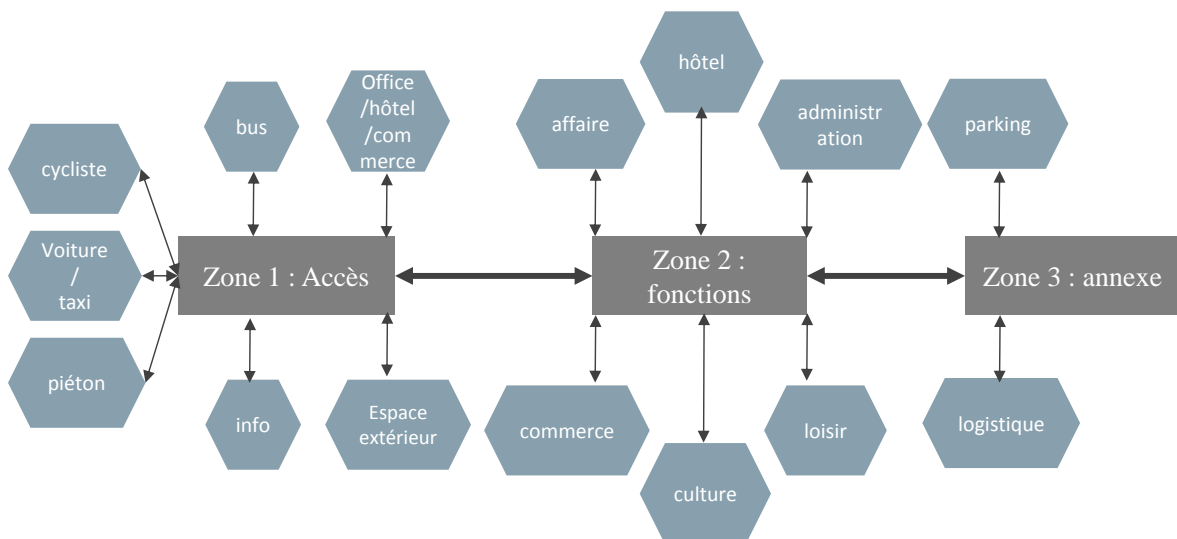 hôtel
Office
/hôtel
/com
merce
bus
affaire
administr
ation
parking
cycliste
Voiture
/
taxi
Zone 1 : Accès
Zone 2 :
fonctions
Zone 3 : annexe
piéton
info
Espace
extérieur
commerce
loisir
logistique
culture